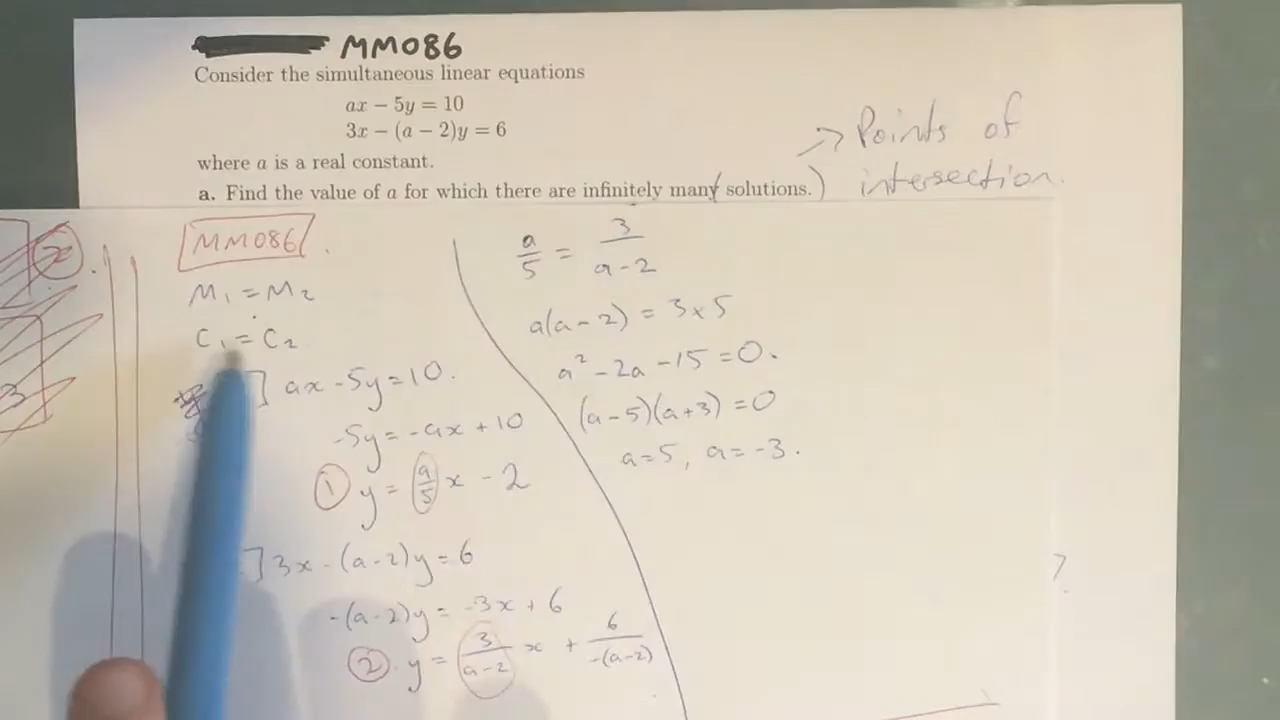 MM086
Consider the simultaneous linear equations
ax − 5y = 10
3x − (a − 2)y = 6
where a is a real constant.
a. Find the value of a for which there are infinitely many solutions.)
→ Points of
intersection.
2
3
MM086
M₁ = M₂
C₁ = C₂
] ax - 5y = 10.
-5y = -ax + 10
① y = a/5 x - 2
] 3x - (a-2)y = 6
-(a-2)y = -3x + 6
② y = 3/(a-2) x + 6/-(a-2)
a/5 = 3/(a-2)
a(a-2) = 3x5
a² - 2a - 15 = 0.
(a-5)(a+3) = 0
a=5, a=-3.